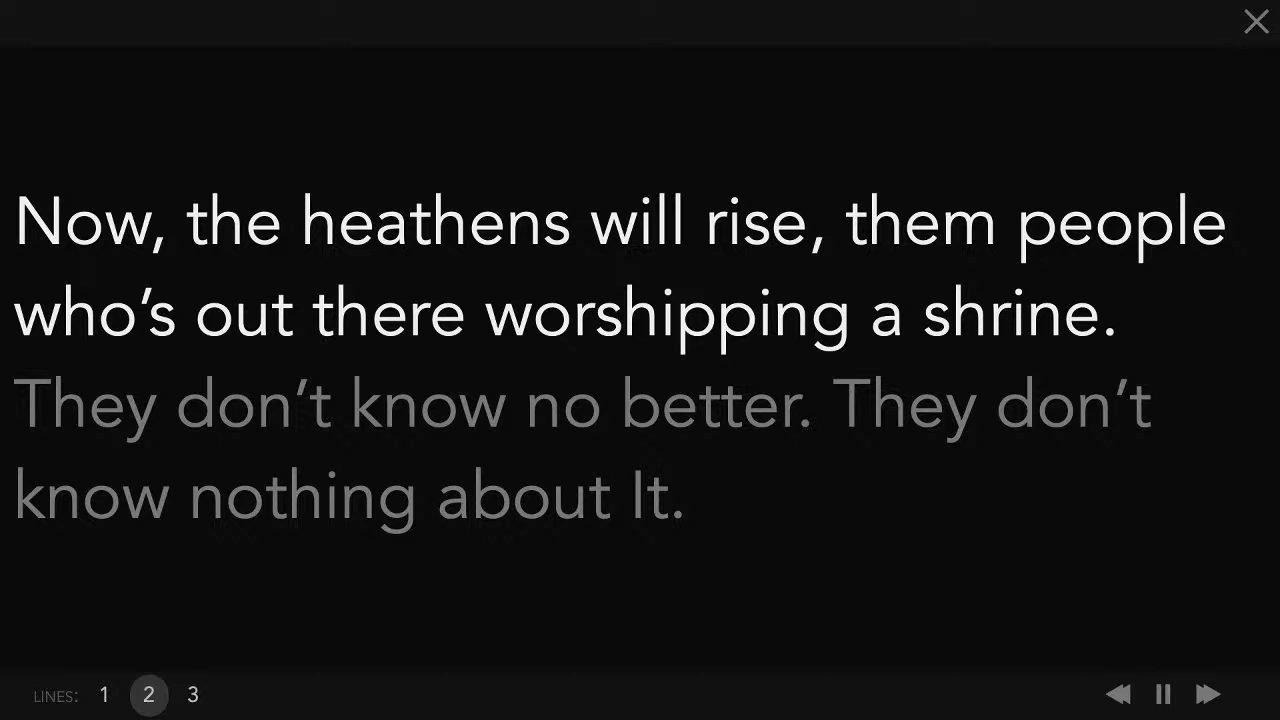 Now, the heathens will rise, them people
who’s out there worshipping a shrine.
They don’t know no better. They don’t
know nothing about It.
LINES: 1 2 3